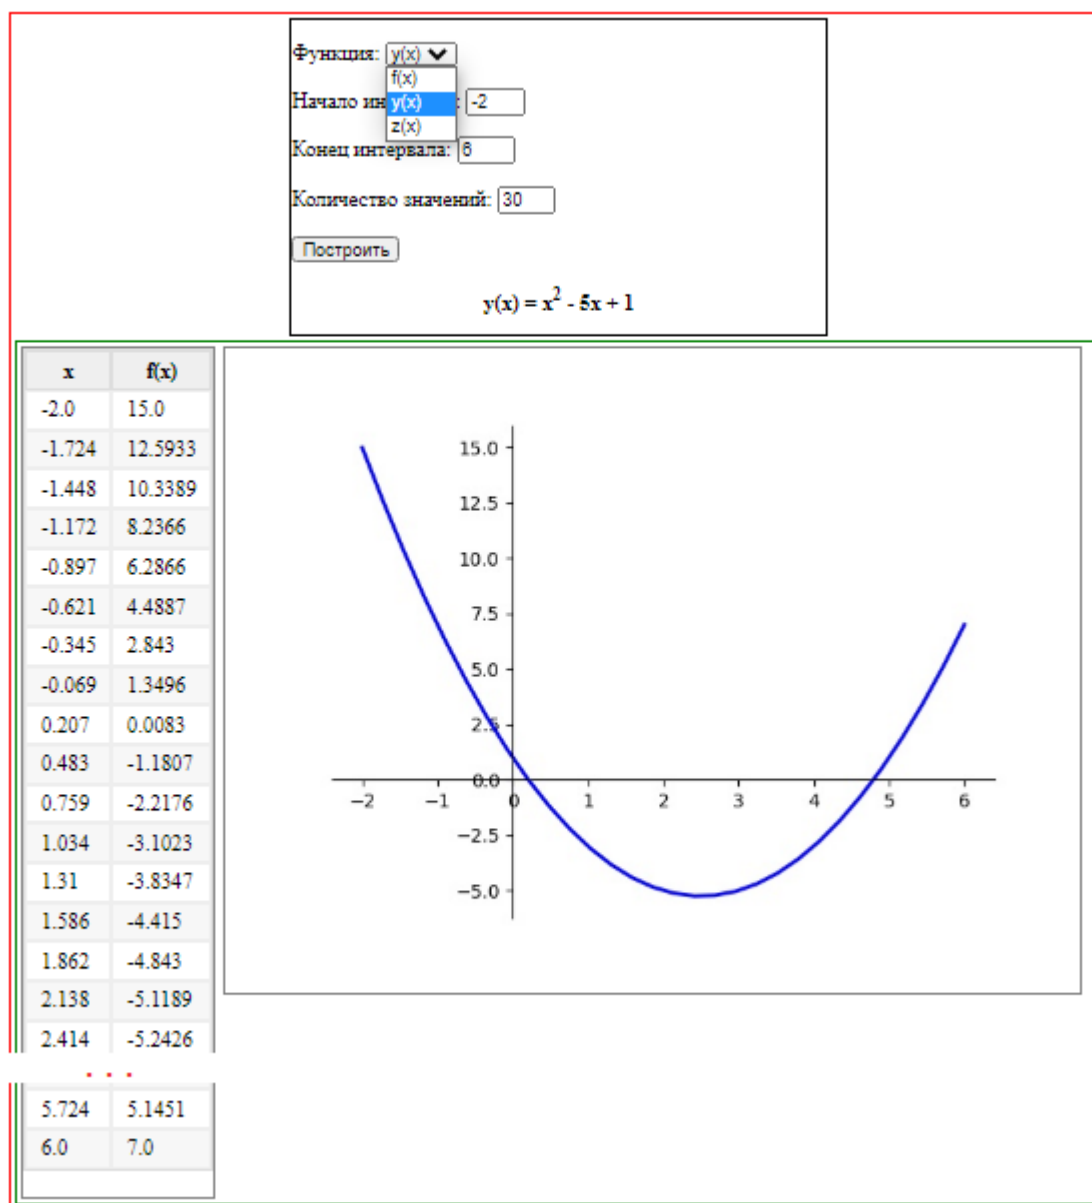 Функция: y(x)
f(x)
Начало ин y(x) : -2
z(x)
Конец интервала: 6
Количество значений: 30
Построить
y(x) = x² - 5x + 1
x f(x)
-2.0 15.0
-1.724 12.5933
-1.448 10.3389
-1.172 8.2366
-0.897 6.2866
-0.621 4.4887
-0.345 2.843
-0.069 1.3496
0.207 0.0083
0.483 -1.1807
0.759 -2.2176
1.034 -3.1023
1.31 -3.8347
1.586 -4.415
1.862 -4.843
2.138 -5.1189
2.414 -5.2426
. . .
5.724 5.1451
6.0 7.0
15.0
12.5
10.0
7.5
5.0
2.5
0.0
−2 −1 0 1 2 3 4 5 6
−2.5
−5.0